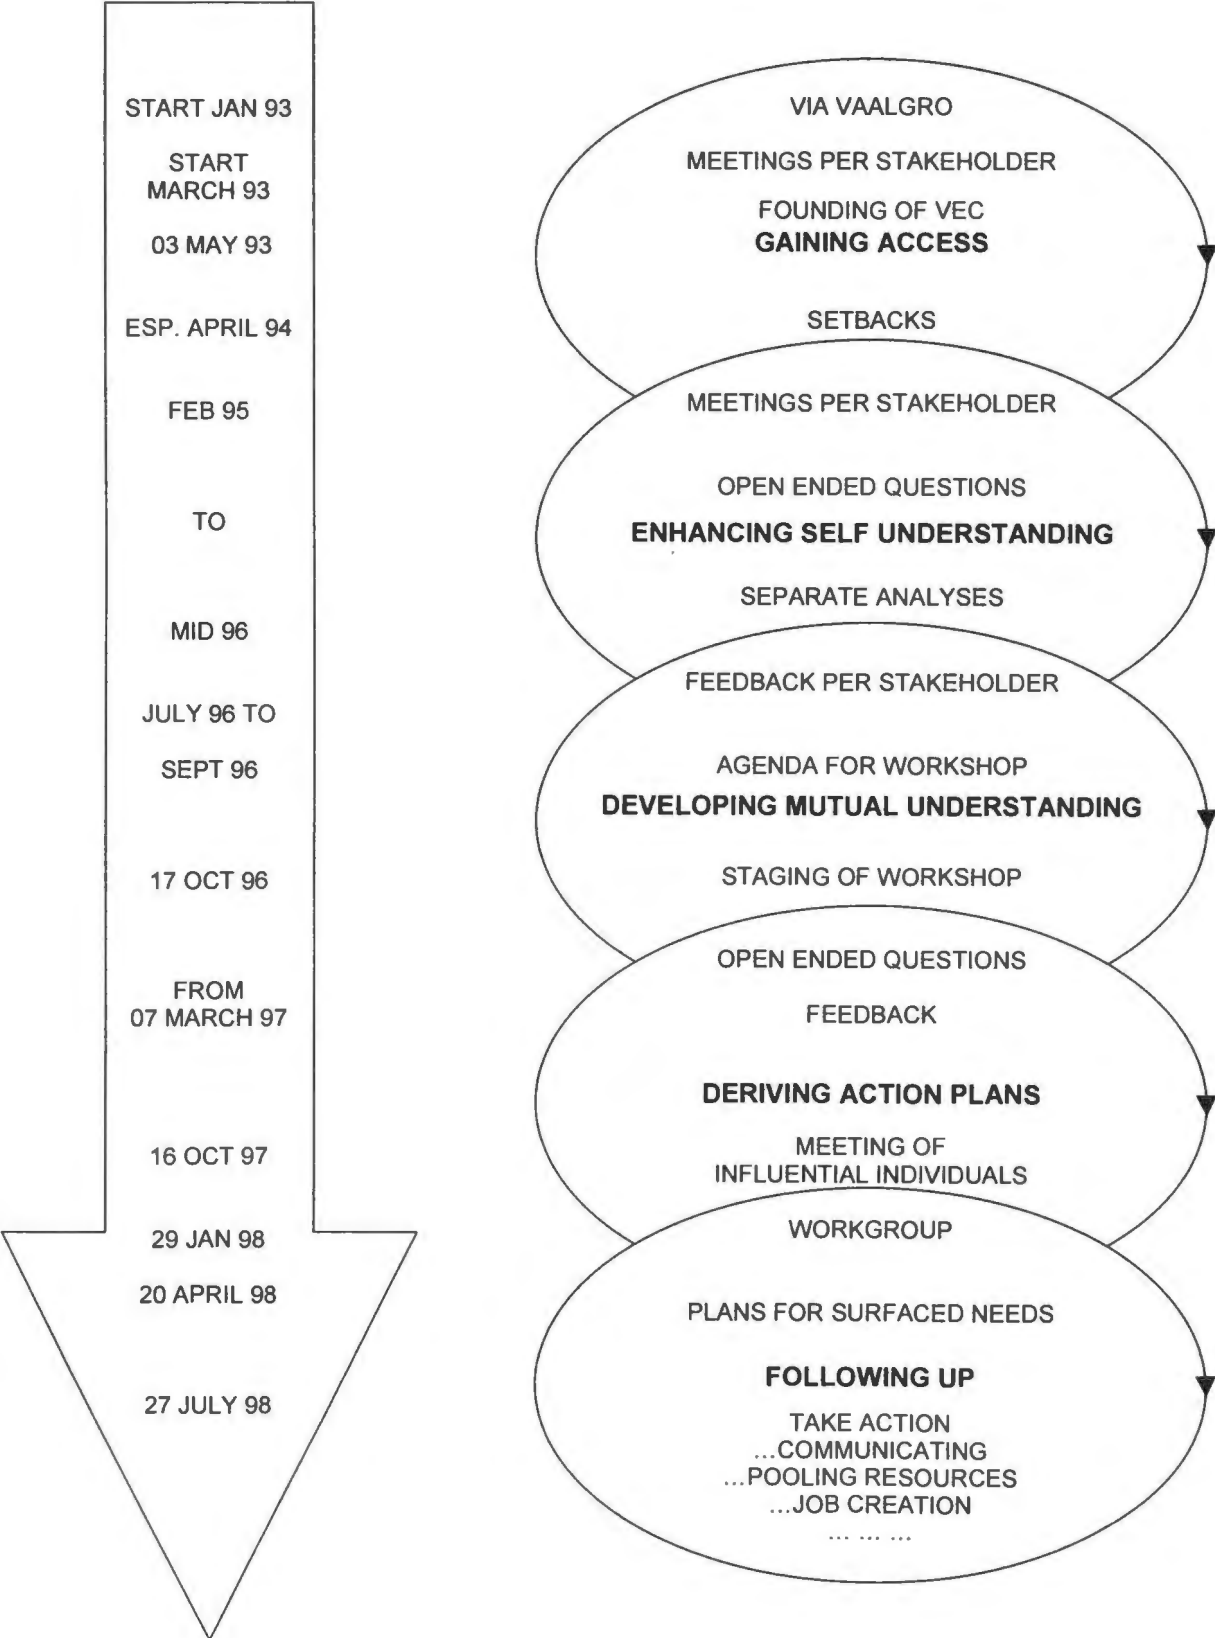 START JAN 93
START
MARCH 93
03 MAY 93
ESP. APRIL 94
FEB 95
TO
MID 96
JULY 96 TO
SEPT 96
17 OCT 96
FROM
07 MARCH 97
16 OCT 97
29 JAN 98
20 APRIL 98
27 JULY 98
VIA VAALGRO
MEETINGS PER STAKEHOLDER
FOUNDING OF VEC
GAINING ACCESS
SETBACKS
MEETINGS PER STAKEHOLDER
OPEN ENDED QUESTIONS
ENHANCING SELF UNDERSTANDING
SEPARATE ANALYSES
FEEDBACK PER STAKEHOLDER
AGENDA FOR WORKSHOP
DEVELOPING MUTUAL UNDERSTANDING
STAGING OF WORKSHOP
OPEN ENDED QUESTIONS
FEEDBACK
DERIVING ACTION PLANS
MEETING OF
INFLUENTIAL INDIVIDUALS
WORKGROUP
PLANS FOR SURFACED NEEDS
FOLLOWING UP
TAKE ACTION
...COMMUNICATING
...POOLING RESOURCES
...JOB CREATION
... ... ...